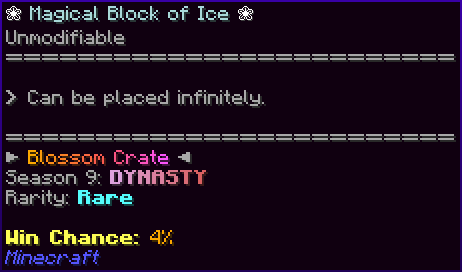 ❀ Magical Block of Ice ❀
Unmodifiable
==============================
> Can be placed infinitely.
==============================
► Blossom Crate ◄
Season 9: DYNASTY
Rarity: Rare
Win Chance: 4%
Minecraft